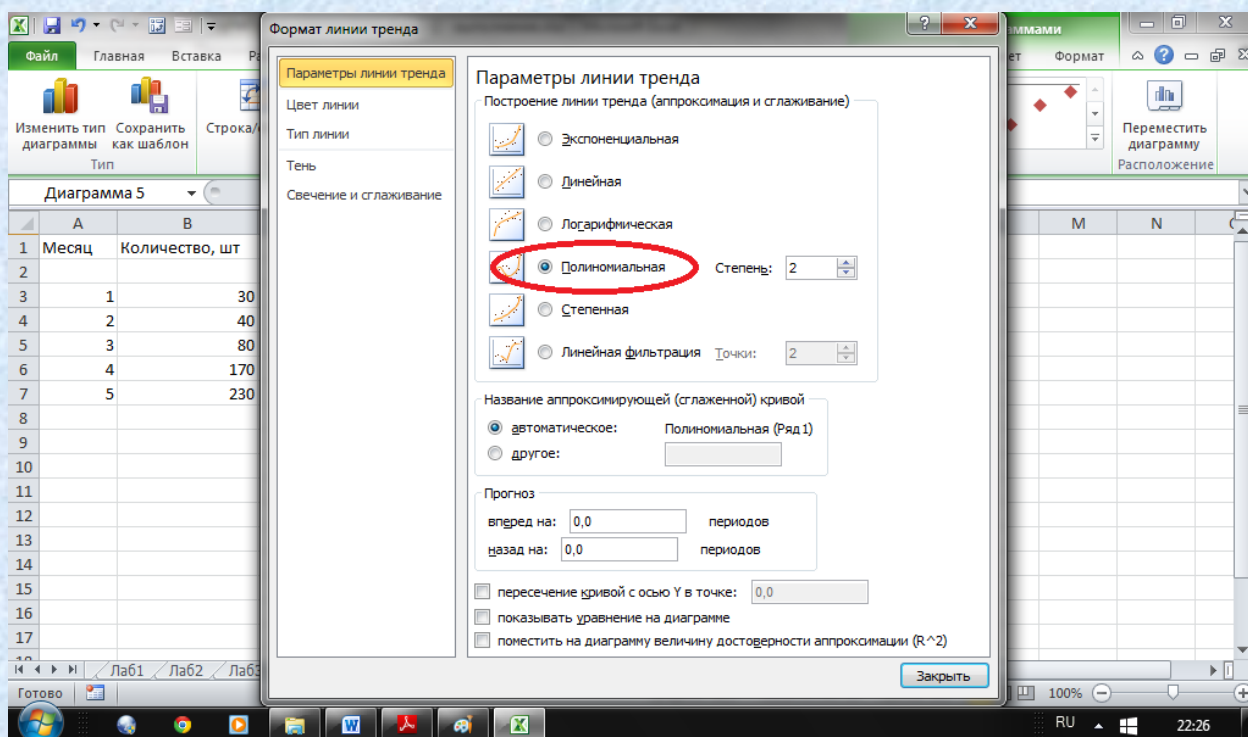 Формат линии тренда
ммами
Файл Главная Вставка
ет Формат
Изменить тип диаграммы
Сохранить как шаблон
Строка/
Тип
Переместить диаграмму
Расположение
Диаграмма 5
Параметры линии тренда
Цвет линии
Тип линии
Тень
Свечение и сглаживание
Параметры линии тренда
Построение линии тренда (аппроксимация и сглаживание)
Экспоненциальная
Линейная
Логарифмическая
Полиномиальная Степень: 2
Степенная
Линейная фильтрация Точки: 2
Название аппроксимирующей (сглаженной) кривой
автоматическое: Полиномиальная (Ряд1)
другое:
Прогноз
вперед на: 0,0 периодов
назад на: 0,0 периодов
пересечение кривой с осью Y в точке: 0,0
показывать уравнение на диаграмме
поместить на диаграмму величину достоверности аппроксимации (R^2)
Закрыть
A B M N
1 Месяц Количество, шт
2
3 1 30
4 2 40
5 3 80
6 4 170
7 5 230
8
9
10
11
12
13
14
15
16
17
Лаб1 Лаб2 Лаб3
Готово
100%
RU 22:26